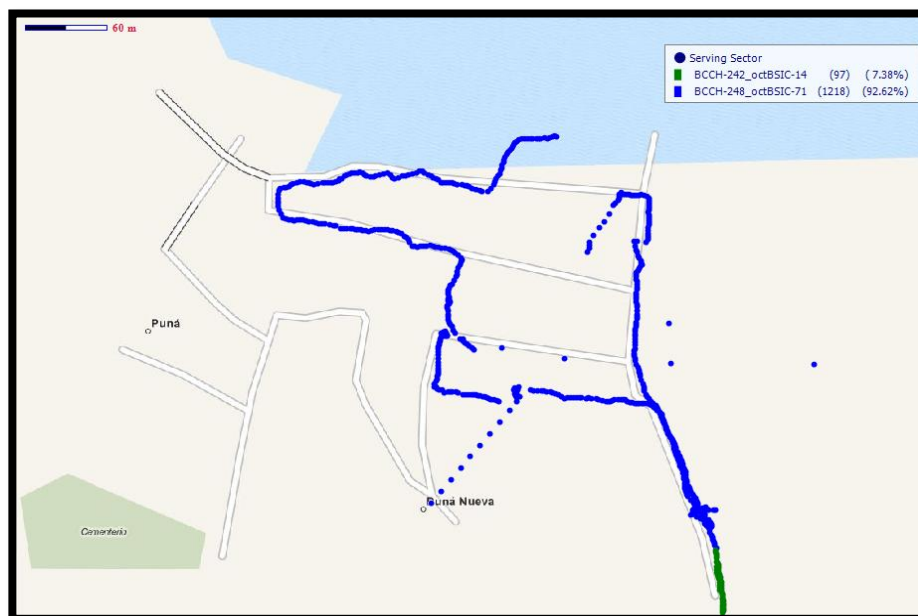 60 m
Serving Sector
BCCH-242_octBSIC-14 (97) ( 7.38%)
BCCH-248_octBSIC-71 (1218) (92.62%)
Puná
Puná Nueva
Cementerio